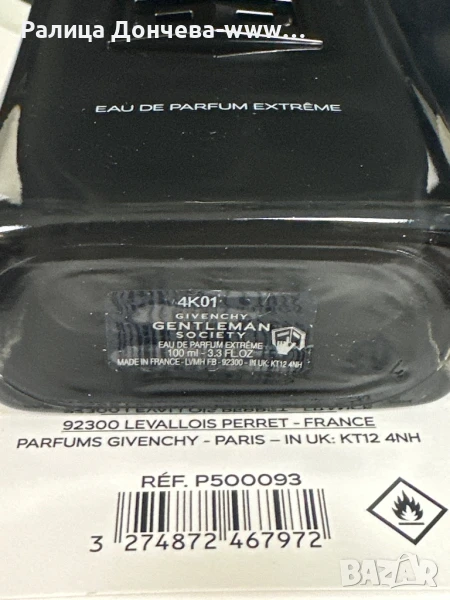 Ралица Дончева-www...
EAU DE PARFUM EXTRÊME
4K01
GIVENCHY
GENTLEMAN
SOCIETY
EAU DE PARFUM EXTRÊME
100 ml - 3.3 FL.OZ
MADE IN FRANCE - LVMH FB - 92300 - IN UK: KT12 4NH
92300 LEVALLOIS PERRET - FRANCE
PARFUMS GIVENCHY - PARIS – IN UK: KT12 4NH
RÉF. P500093
3 274872 467972
BAZAR